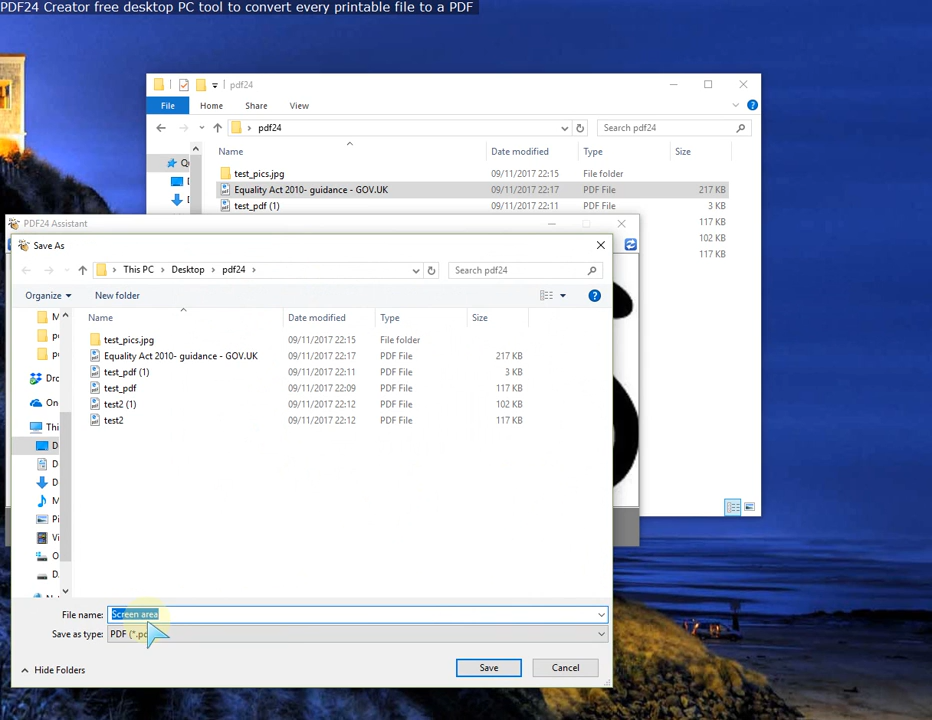 PDF24 Creator free desktop PC tool to convert every printable file to a PDF
pdf24
File Home Share View
pdf24
Search pdf24
Name Date modified Type Size
test_pics.jpg 09/11/2017 22:15 File folder
Equality Act 2010- guidance - GOV.UK 09/11/2017 22:17 PDF File 217 KB
test_pdf (1) 09/11/2017 22:11 PDF File 3 KB
117 KB
102 KB
117 KB
PDF24 Assistant
Save As
This PC Desktop pdf24
Search pdf24
Organize New folder
Name Date modified Type Size
test_pics.jpg 09/11/2017 22:15 File folder
Equality Act 2010- guidance - GOV.UK 09/11/2017 22:17 PDF File 217 KB
test_pdf (1) 09/11/2017 22:11 PDF File 3 KB
test_pdf 09/11/2017 22:09 PDF File 117 KB
test2 (1) 09/11/2017 22:12 PDF File 102 KB
test2 09/11/2017 22:12 PDF File 117 KB
File name: Screen area
Save as type: PDF (*.pd
Hide Folders
Save Cancel